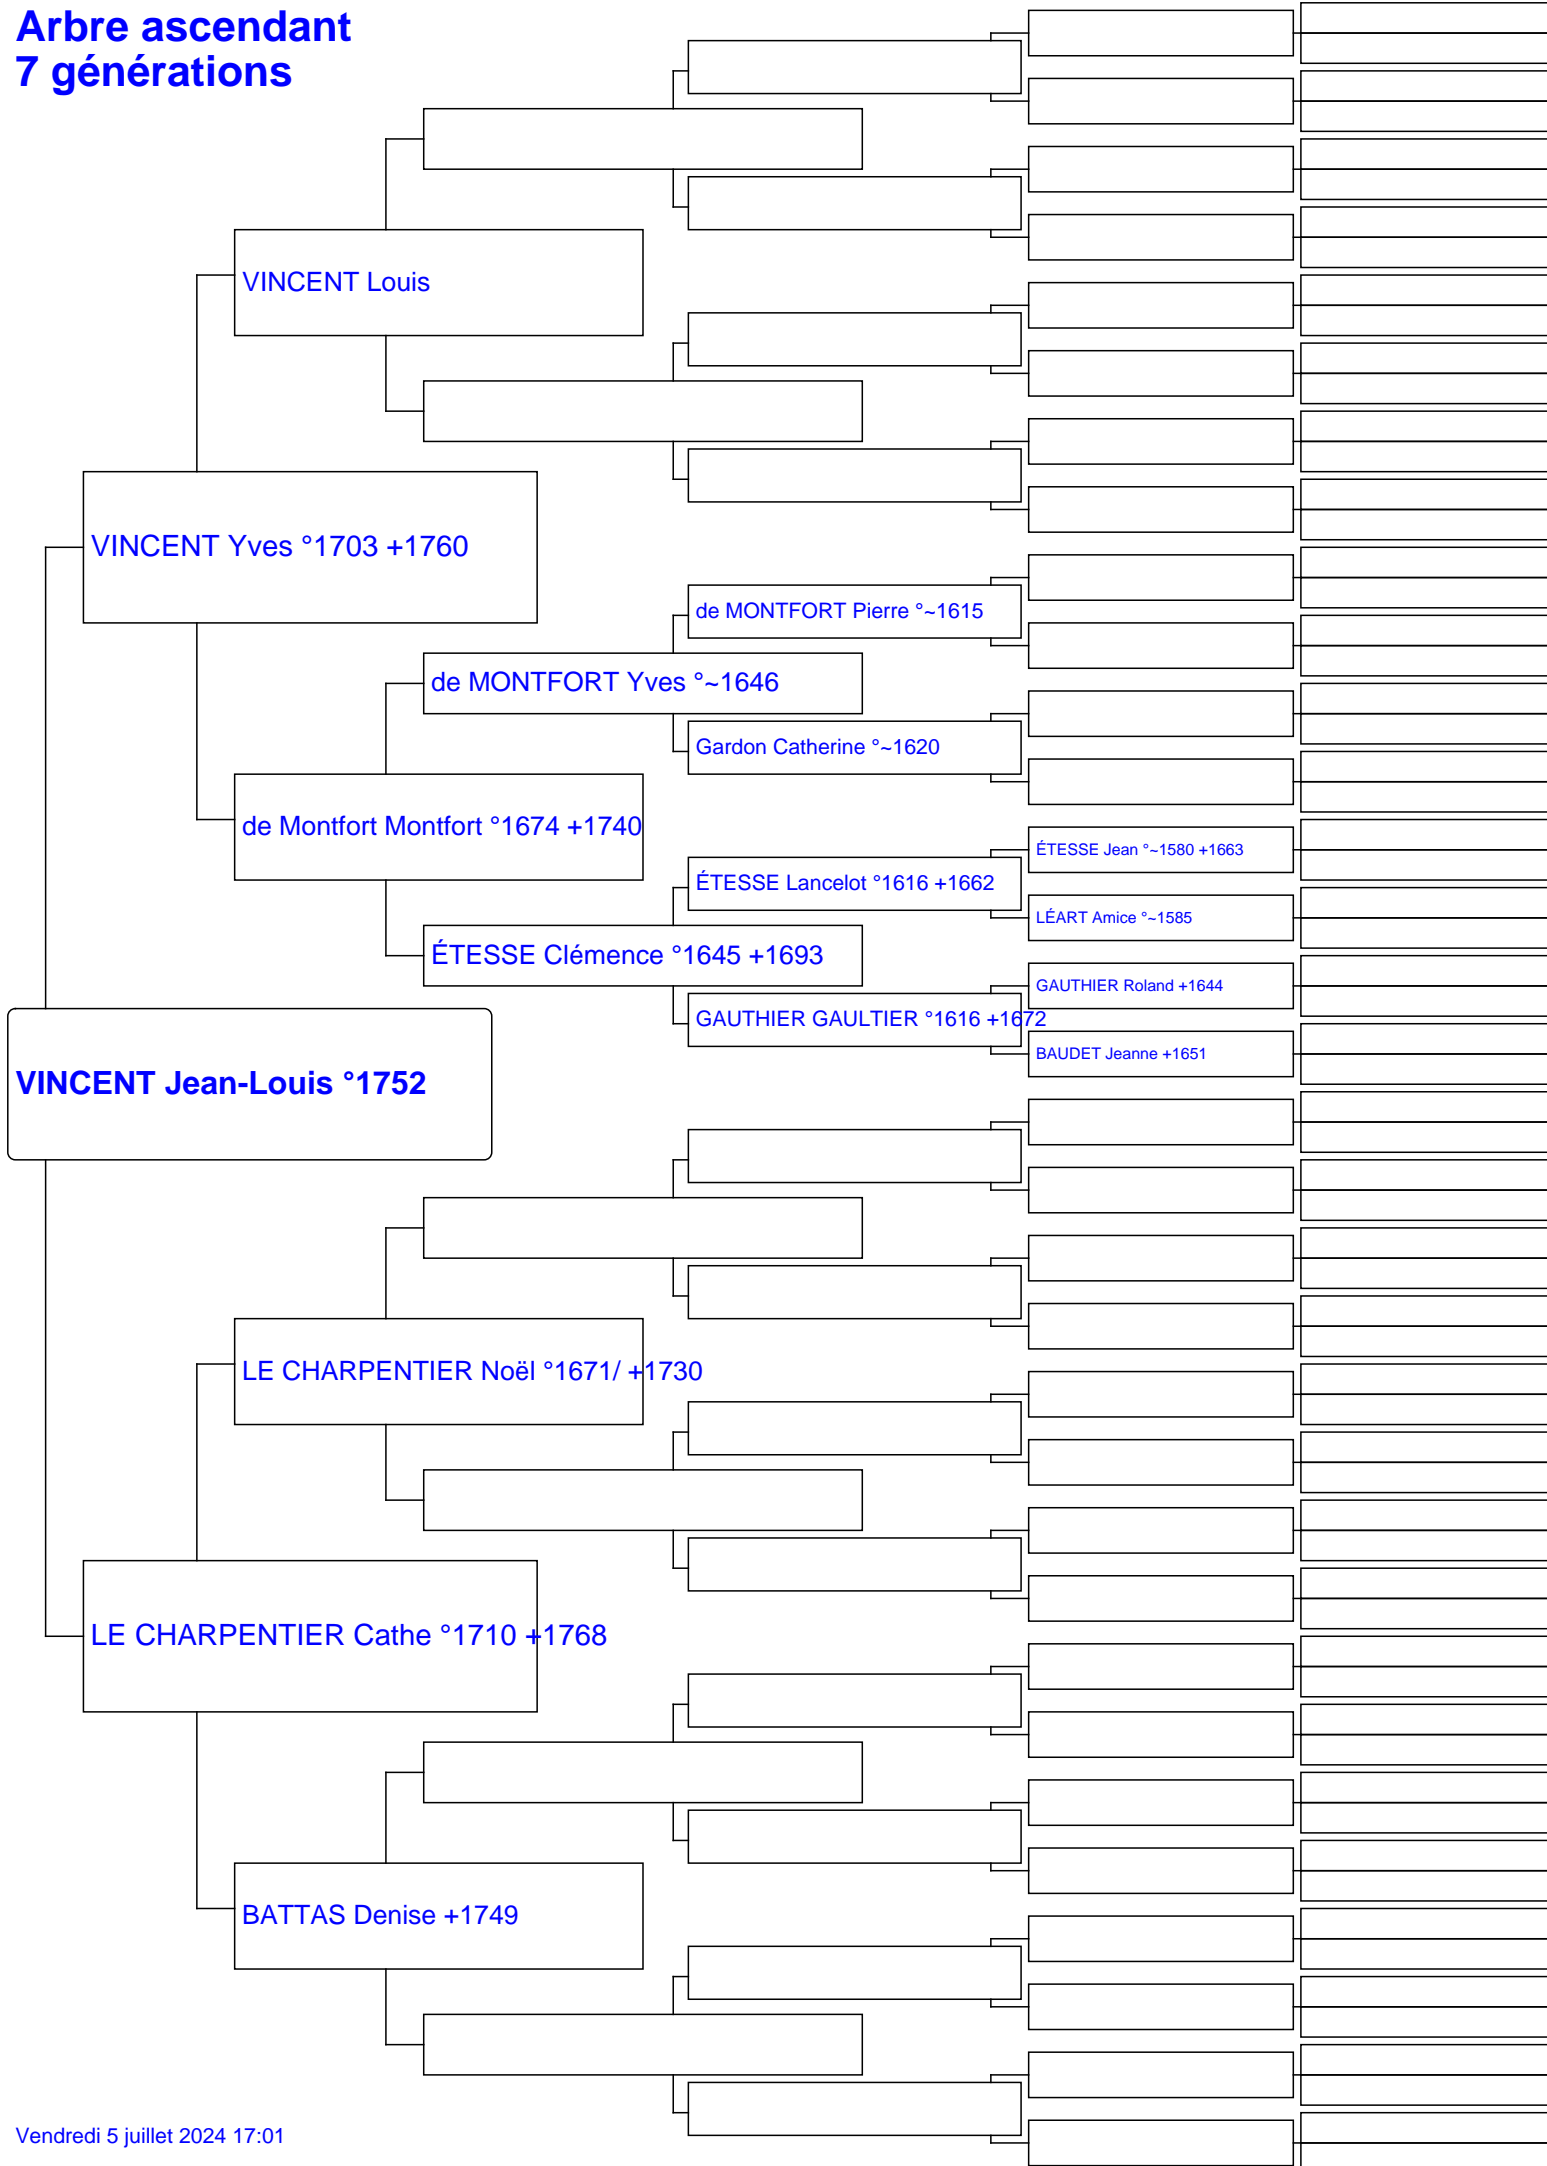 Arbre ascendant
7 générations
VINCENT Louis
VINCENT Yves °1703 +1760
de MONTFORT Pierre °~1615
de MONTFORT Yves °~1646
Gardon Catherine °~1620
de Montfort Montfort °1674 +1740
ÉTESSE Jean °~1580 +1663
ÉTESSE Lancelot °1616 +1662
LÉART Amice °~1585
ÉTESSE Clémence °1645 +1693
GAUTHIER Roland +1644
GAUTHIER GAULTIER °1616 +1672
BAUDET Jeanne +1651
VINCENT Jean-Louis °1752
LE CHARPENTIER Noël °1671/ +1730
LE CHARPENTIER Cathe °1710 +1768
BATTAS Denise +1749
Vendredi 5 juillet 2024 17:01